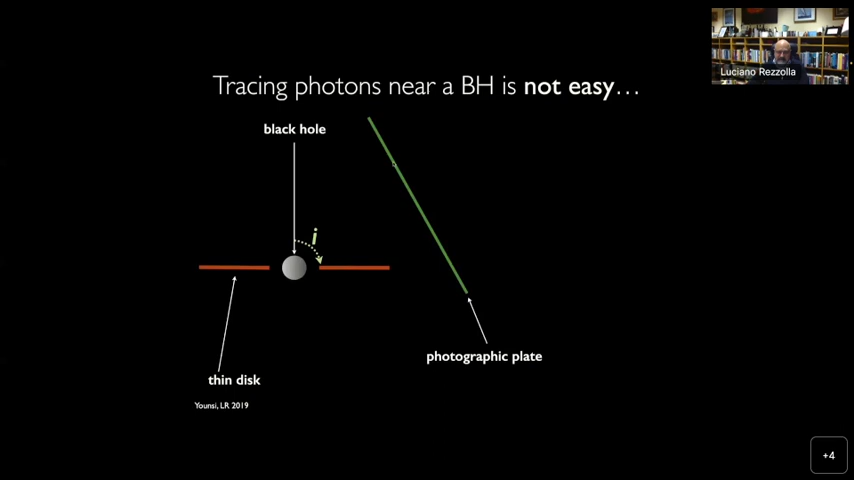 Luciano Rezzolla
Tracing photons near a BH is not easy…
black hole
i
photographic plate
thin disk
Younsi, LR 2019
+4